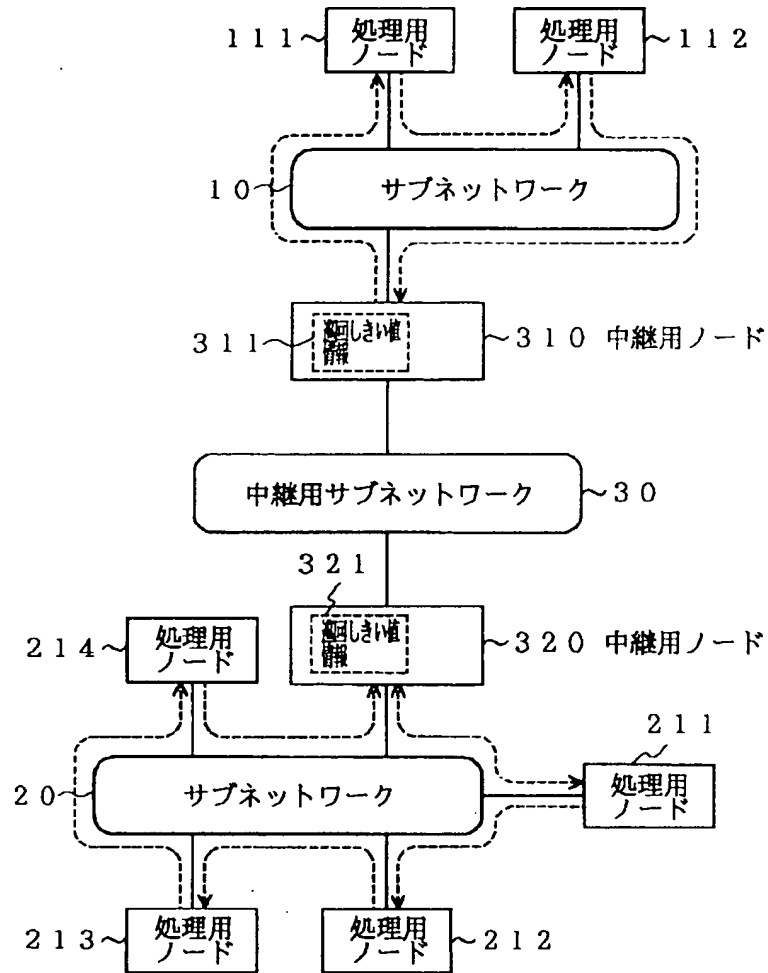 111
処理用
ノード
処理用
ノード
112
10
サブネットワーク
311
巡回しきい値
情報
310 中継用ノード
中継用サブネットワーク
30
321
214
処理用
ノード
巡回しきい値
情報
320 中継用ノード
211
処理用
ノード
20
サブネットワーク
213
処理用
ノード
処理用
ノード
212